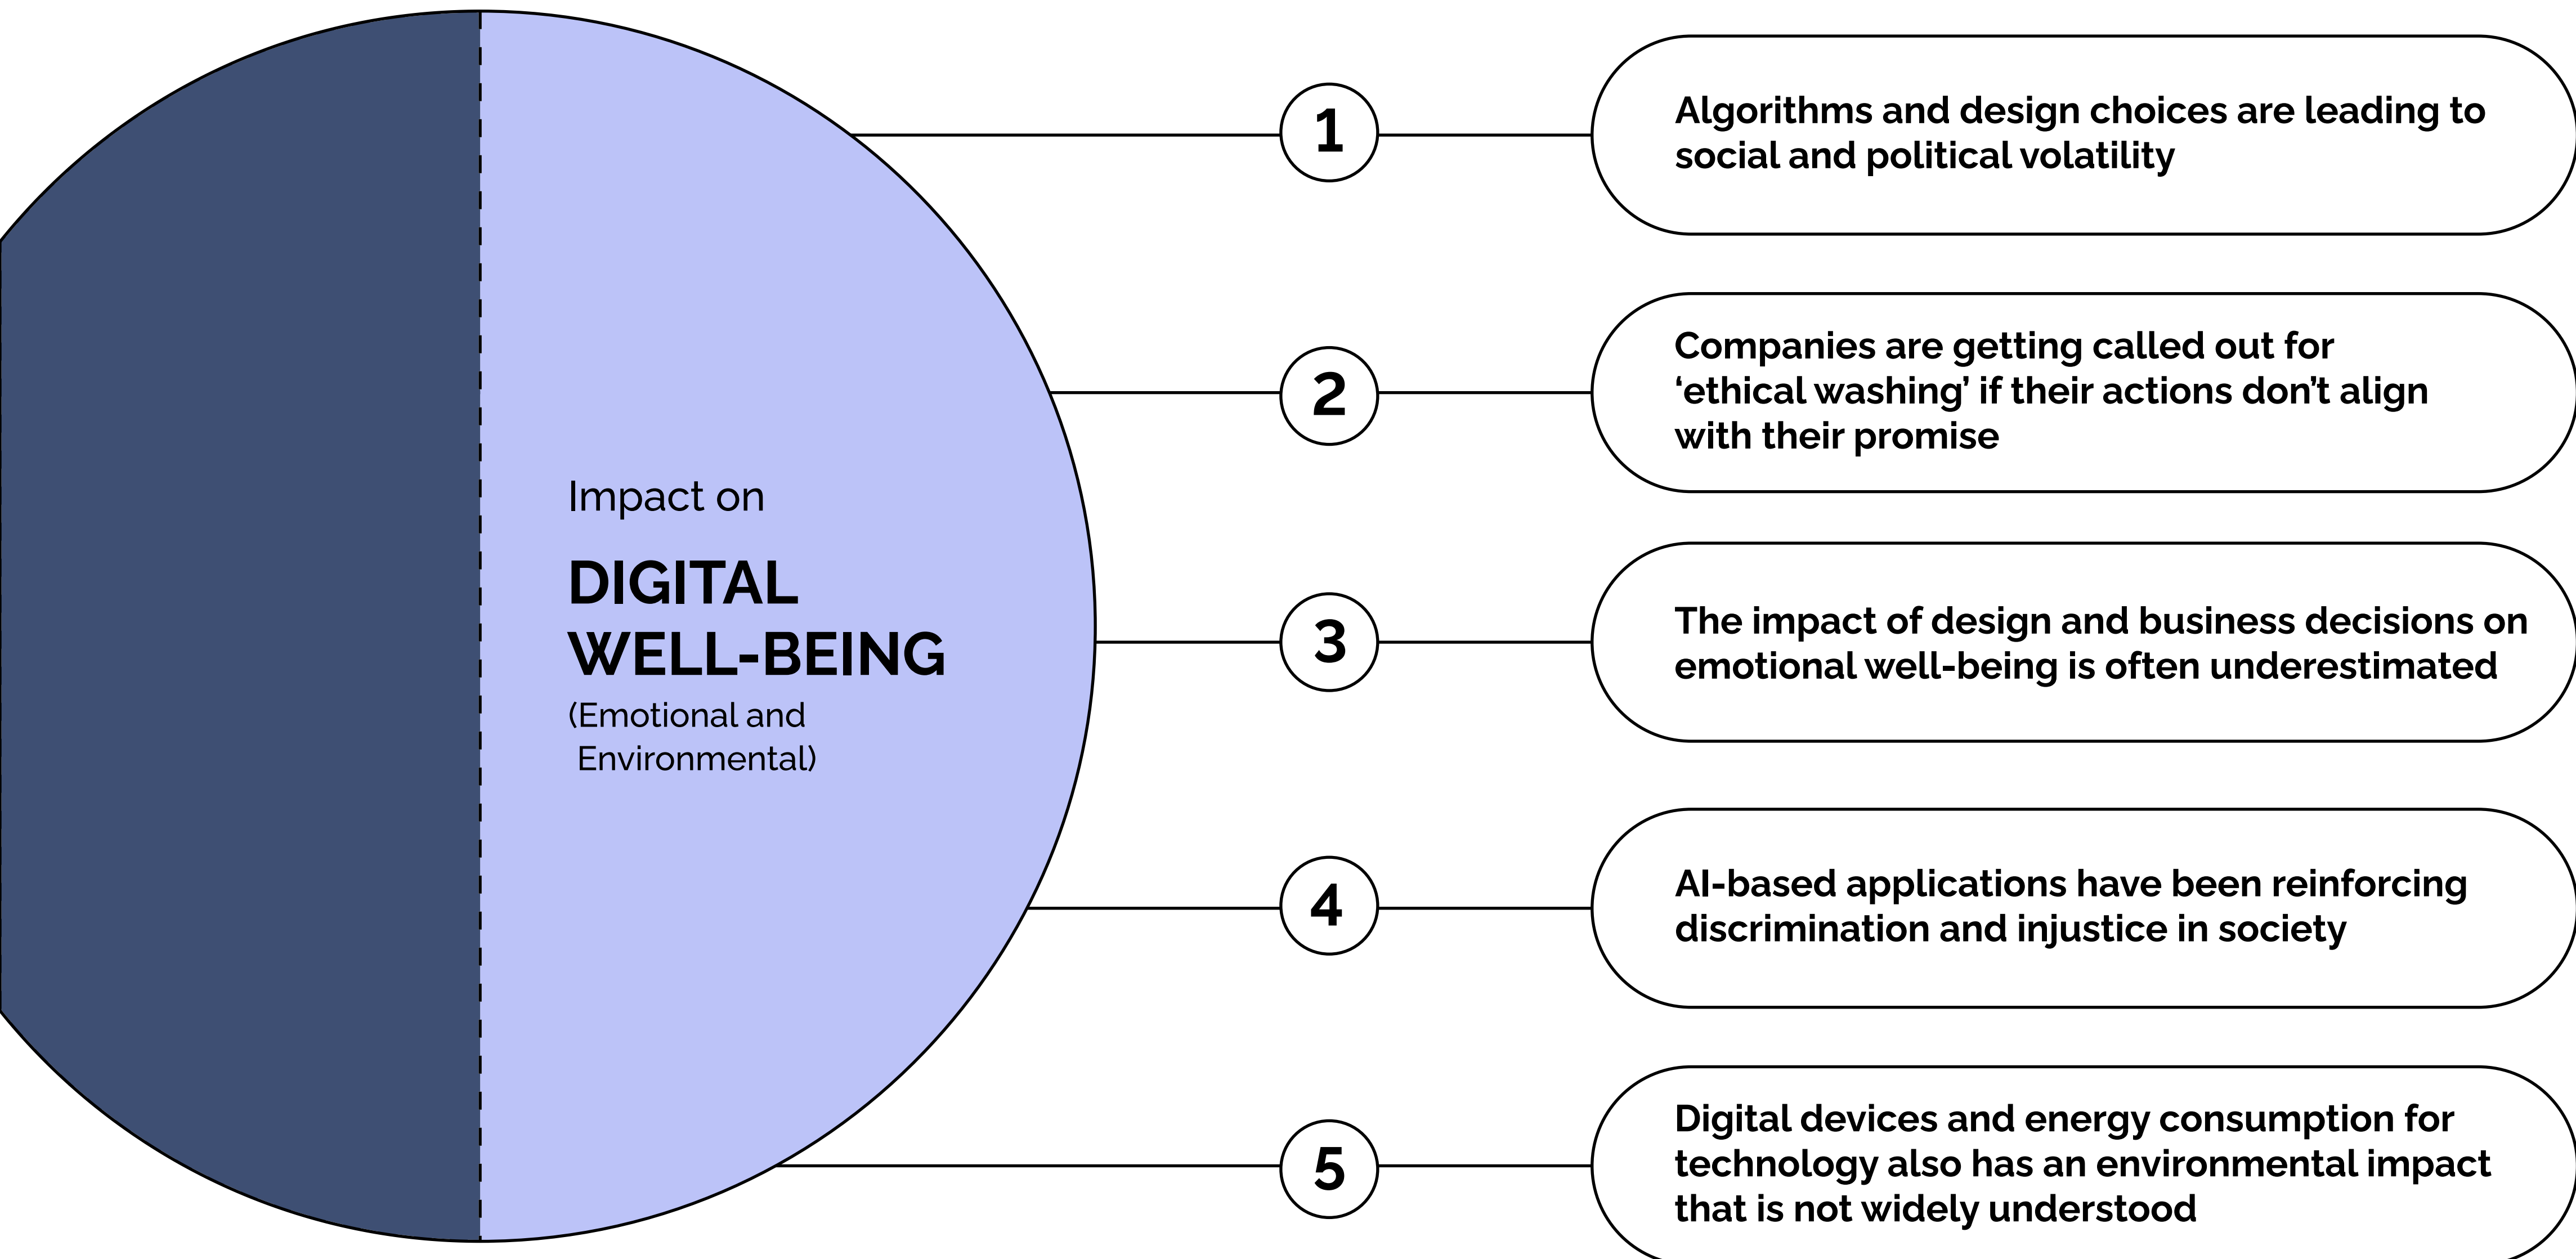 Impact on
DIGITAL
WELL-BEING
(Emotional and
Environmental)
1
Algorithms and design choices are leading to
social and political volatility
2
Companies are getting called out for
‘ethical washing’ if their actions don’t align
with their promise
3
The impact of design and business decisions on
emotional well-being is often underestimated
4
AI-based applications have been reinforcing
discrimination and injustice in society
5
Digital devices and energy consumption for
technology also has an environmental impact
that is not widely understood